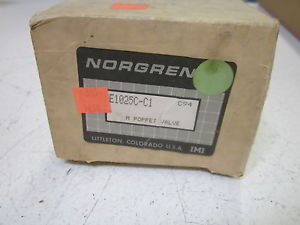 NORGREN
E1025C-C1
C94
M POPPET VALVE
LITTLETON, COLORADO U.S.A. IMI